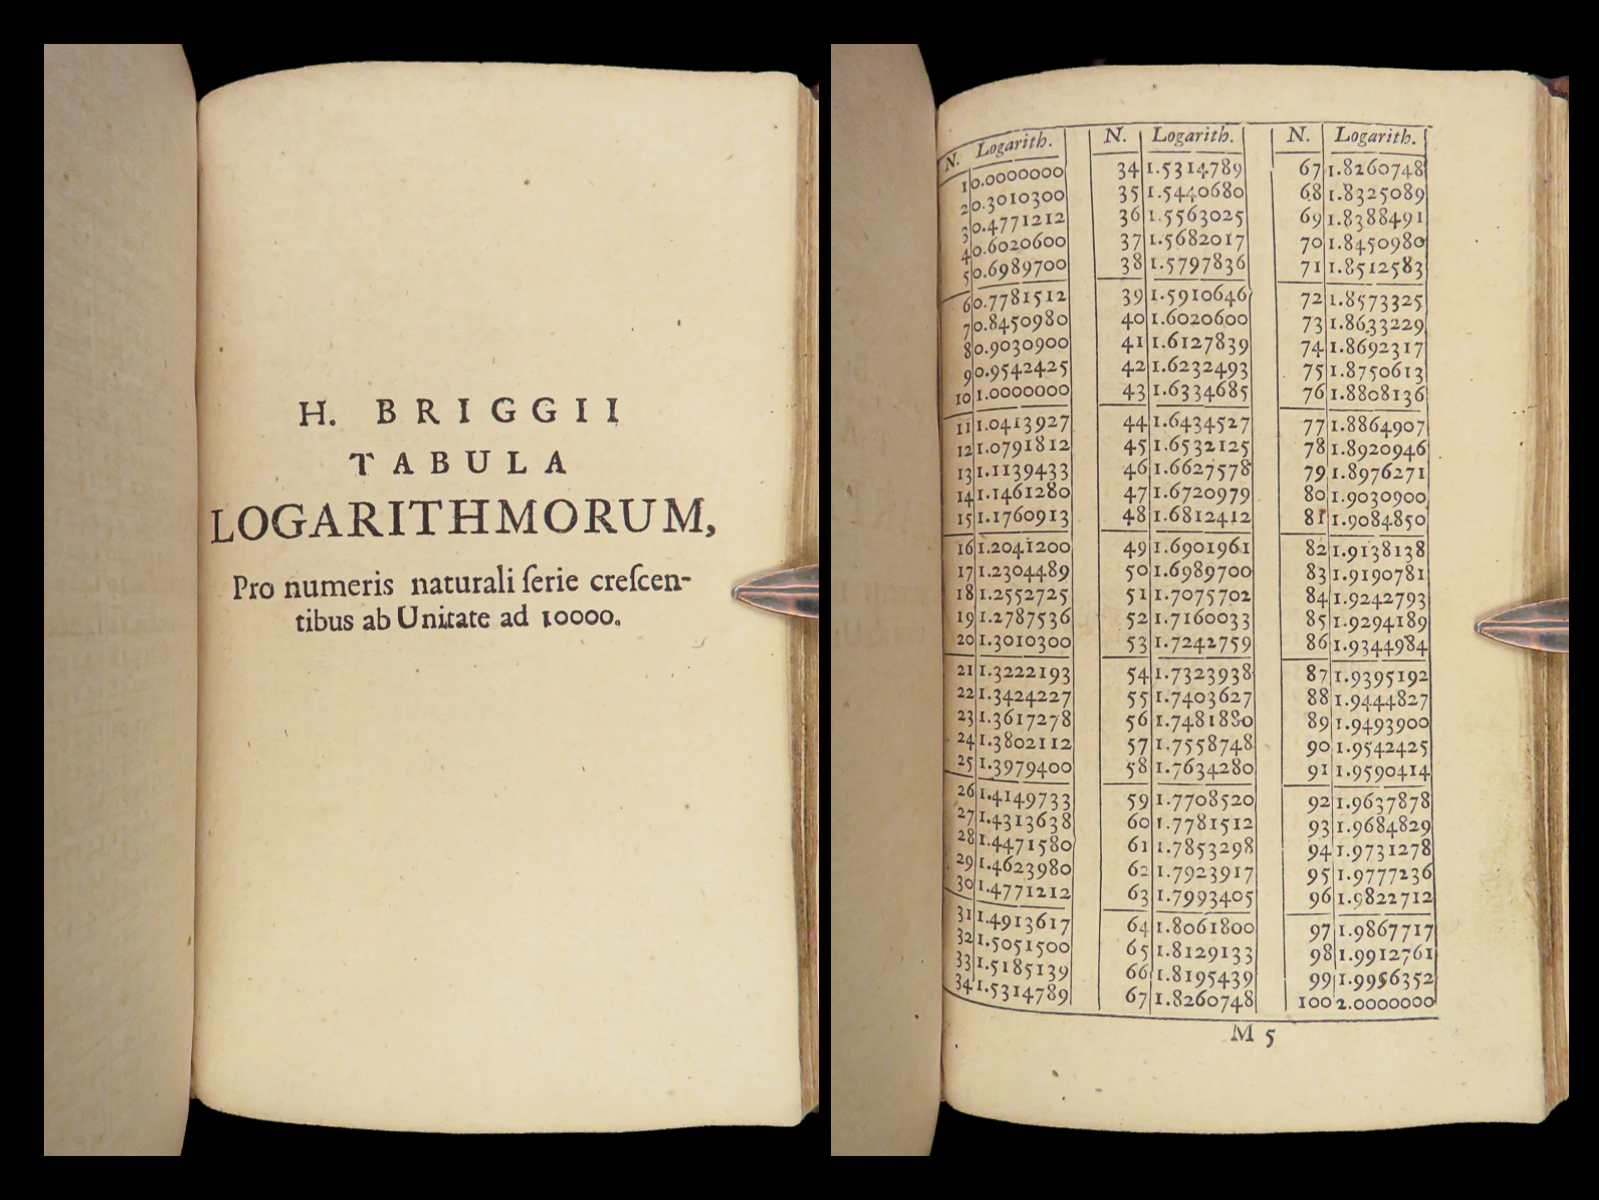 H. BRIGGII
TABULA
LOGARITHMORUM,
Pro numeris naturali ſerie creſcen-
tibus ab Unitate ad 10000.
N. Logarith. N. Logarith. N. Logarith.
1 0.0000000 34 1.5314789 67 1.8260748
2 0.3010300 35 1.5440680 68 1.8325089
3 0.4771212 36 1.5563025 69 1.8388491
4 0.6020600 37 1.5682017 70 1.8450980
5 0.6989700 38 1.5797836 71 1.8512583
6 0.7781512 39 1.5910646 72 1.8573325
7 0.8450980 40 1.6020600 73 1.8633229
8 0.9030900 41 1.6127839 74 1.8692317
9 0.9542425 42 1.6232493 75 1.8750613
10 1.0000000 43 1.6334685 76 1.8808136
11 1.0413927 44 1.6434527 77 1.8864907
12 1.0791812 45 1.6532125 78 1.8920946
13 1.1139433 46 1.6627578 79 1.8976271
14 1.1461280 47 1.6720979 80 1.9030900
15 1.1760913 48 1.6812412 81 1.9084850
16 1.2041200 49 1.6901961 82 1.9138138
17 1.2304489 50 1.6989700 83 1.9190781
18 1.2552725 51 1.7075702 84 1.9242793
19 1.2787536 52 1.7160033 85 1.9294189
20 1.3010300 53 1.7242759 86 1.9344984
21 1.3222193 54 1.7323938 87 1.9395192
22 1.3424227 55 1.7403627 88 1.9444827
23 1.3617278 56 1.7481880 89 1.9493900
24 1.3802112 57 1.7558748 90 1.9542425
25 1.3979400 58 1.7634280 91 1.9590414
26 1.4149733 59 1.7708520 92 1.9637878
27 1.4313638 60 1.7781512 93 1.9684829
28 1.4471580 61 1.7853298 94 1.9731278
29 1.4623980 62 1.7923917 95 1.9777236
30 1.4771212 63 1.7993405 96 1.9822712
31 1.4913617 64 1.8061800 97 1.9867717
32 1.5051500 65 1.8129133 98 1.9912761
33 1.5185139 66 1.8195439 99 1.9956352
34 1.5314789 67 1.8260748 100 2.0000000
M 5